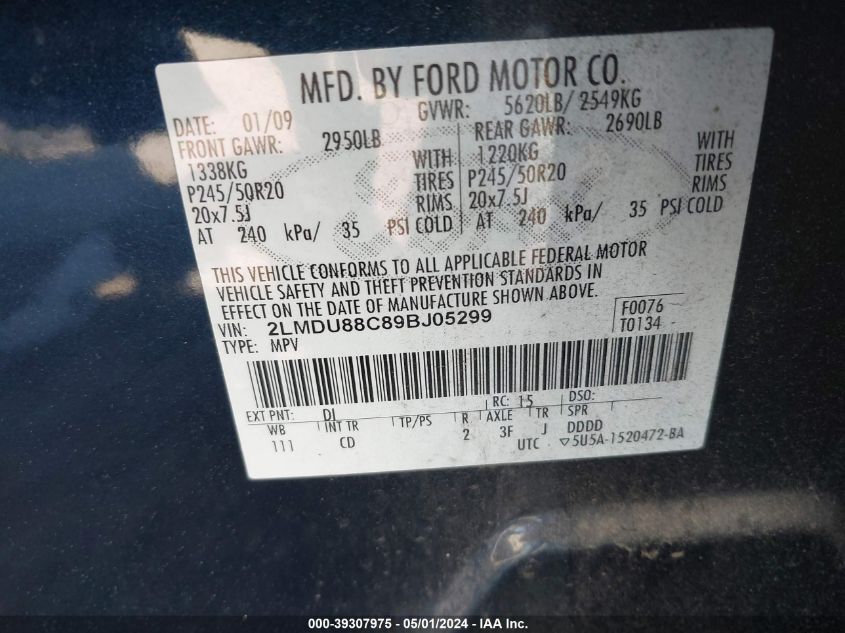 MFD. BY FORD MOTOR CO.
DATE: 01/09 GVWR: 5620LB/ 2549KG
FRONT GAWR: 2950LB REAR GAWR: 2690LB
1338KG WITH 1220KG WITH
P245/50R20 TIRES P245/50R20 TIRES
20x7.5J RIMS 20x7.5J RIMS
AT 240 kPa/ 35 PSI COLD AT 240 kPa/ 35 PSI COLD
THIS VEHICLE CONFORMS TO ALL APPLICABLE FEDERAL MOTOR
VEHICLE SAFETY AND THEFT PREVENTION STANDARDS IN
EFFECT ON THE DATE OF MANUFACTURE SHOWN ABOVE.
VIN: 2LMDU88C89BJ05299 F0076
TYPE: MPV T0134
EXT PNT: DI RC: 15 DSO:
WB INT TR TP/PS R AXLE TR SPR
111 CD 2 3F J DDDD
UTC ▽5U5A-1520472-BA
000-39307975 - 05/01/2024 - IAA Inc.